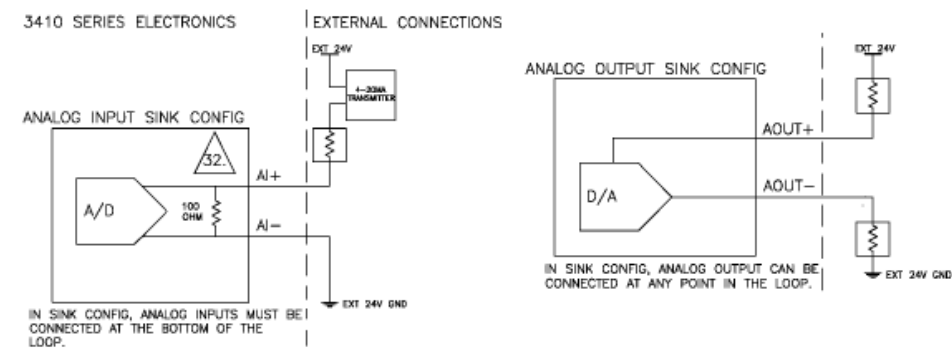 3410 SERIES ELECTRONICS
EXTERNAL CONNECTIONS
EXT 24V
4-20MA
TRANSMITTER
ANALOG INPUT SINK CONFIG
32.
AI+
A/D
100
OHM
AI-
EXT 24V GND
IN SINK CONFIG, ANALOG INPUTS MUST BE
CONNECTED AT THE BOTTOM OF THE
LOOP.
EXT 24V
ANALOG OUTPUT SINK CONFIG
AOUT+
AOUT-
D/A
IN SINK CONFIG, ANALOG OUTPUT CAN BE
CONNECTED AT ANY POINT IN THE LOOP.
EXT 24V GND